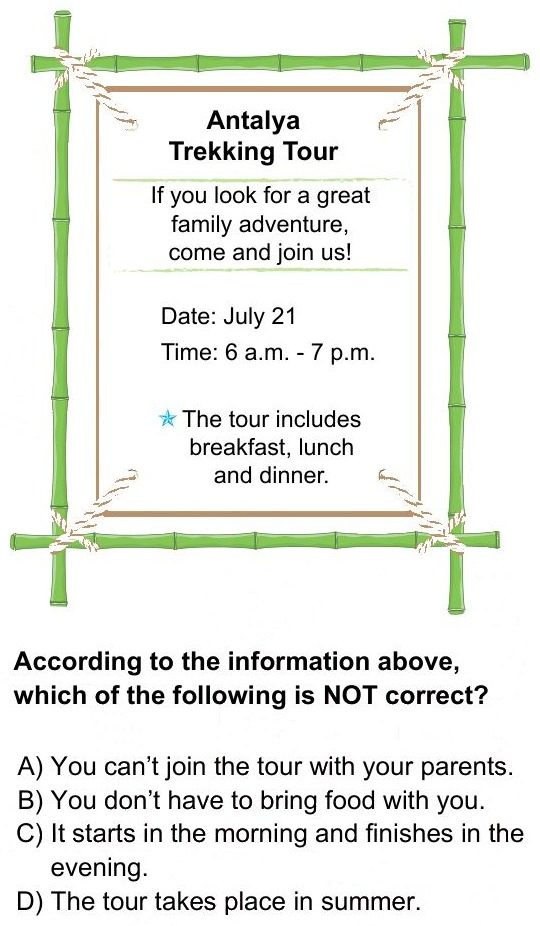 Antalya
Trekking Tour
If you look for a great
family adventure,
come and join us!
Date: July 21
Time: 6 a.m. - 7 p.m.
The tour includes
breakfast, lunch
and dinner.
According to the information above,
which of the following is NOT correct?
A) You can't join the tour with your parents.
B) You don't have to bring food with you.
C) It starts in the morning and finishes in the
evening.
D) The tour takes place in summer.